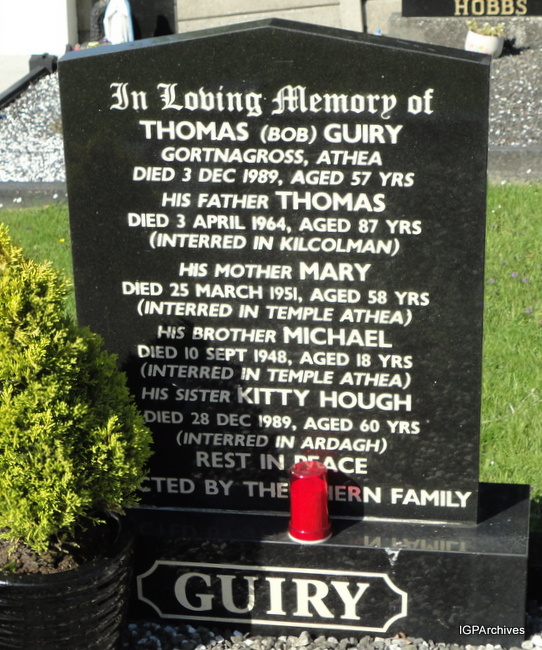 HOBBS
In Loving Memory of
THOMAS (BOB) GUIRY
GORTNAGROSS, ATHEA
DIED 3 DEC 1989, AGED 57 YRS
HIS FATHER THOMAS
DIED 3 APRIL 1964, AGED 87 YRS
(INTERRED IN KILCOLMAN)
HIS MOTHER MARY
DIED 25 MARCH 1951, AGED 58 YRS
(INTERRED IN TEMPLE ATHEA)
HIS BROTHER MICHAEL
DIED 10 SEPT 1948, AGED 18 YRS
(INTERRED IN TEMPLE ATHEA)
HIS SISTER KITTY HOUGH
DIED 28 DEC 1989, AGED 60 YRS
(INTERRED IN ARDAGH)
REST IN PEACE
BY FAMILY
GUIRY
IGPArchives